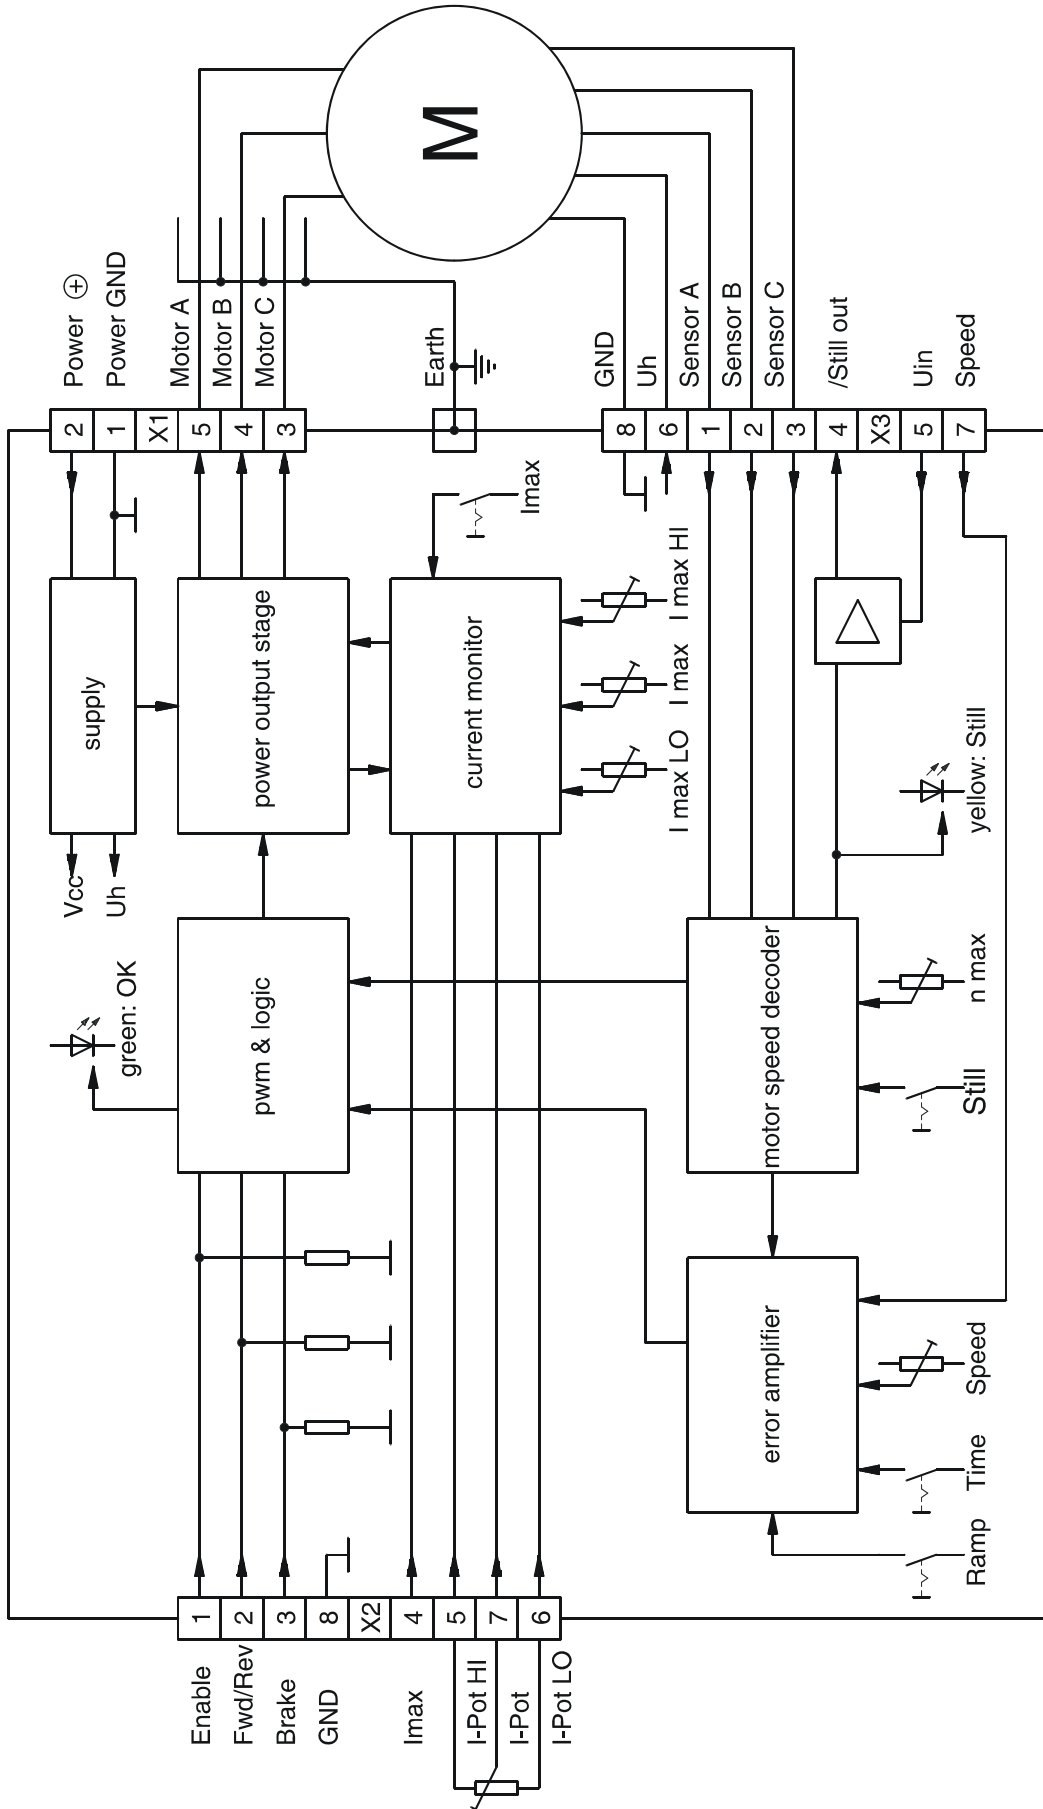 Enable
Fwd/Rev
Brake
GND
Imax
I-Pot HI
I-Pot
I-Pot LO
1
2
3
8
X2
4
5
7
6
green: OK
pwm & logic
Vcc
Uh
supply
power output stage
current monitor
Imax
I max LO
I max
I max HI
error amplifier
Ramp
Time
Speed
motor speed decoder
Still
n max
yellow: Still
2
1
X1
5
4
3
Power +
Power GND
Motor A
Motor B
Motor C
Earth
8
6
1
2
3
4
X3
5
7
GND
Uh
Sensor A
Sensor B
Sensor C
/Still out
Uin
Speed
M